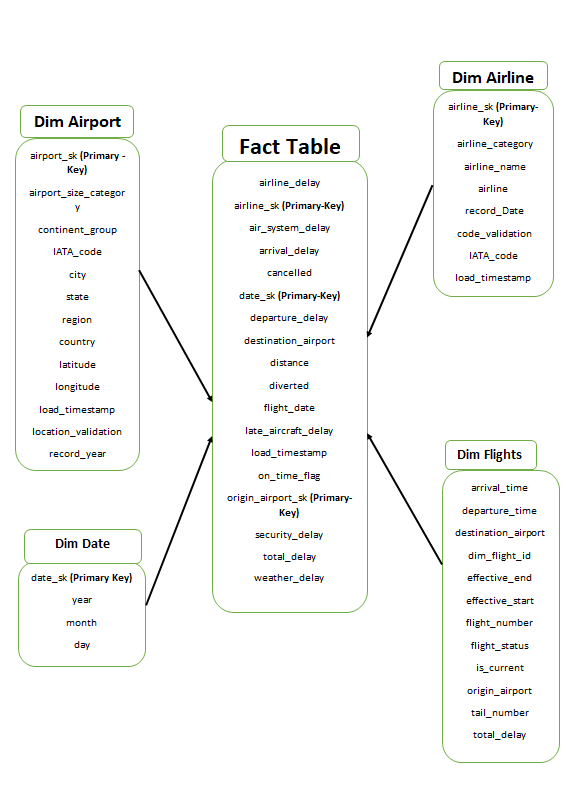 Dim Airport
airport_sk (Primary -
Key)
airport_size_categor
y
continent_group
IATA_code
city
state
region
country
latitude
longitude
load_timestamp
location_validation
record_year
Dim Date
date_sk (Primary Key)
year
month
day
Fact Table
airline_delay
airline_sk (Primary-Key)
air_system_delay
arrival_delay
cancelled
date_sk (Primary-Key)
departure_delay
destination_airport
distance
diverted
flight_date
late_aircraft_delay
load_timestamp
on_time_flag
origin_airport_sk (Primary-
Key)
security_delay
total_delay
weather_delay
Dim Airline
airline_sk (Primary-
Key)
airline_category
airline_name
airline
record_Date
code_validation
IATA_code
load_timestamp
Dim Flights
arrival_time
departure_time
destination_airport
dim_flight_id
effective_end
effective_start
flight_number
flight_status
is_current
origin_airport
tail_number
total_delay